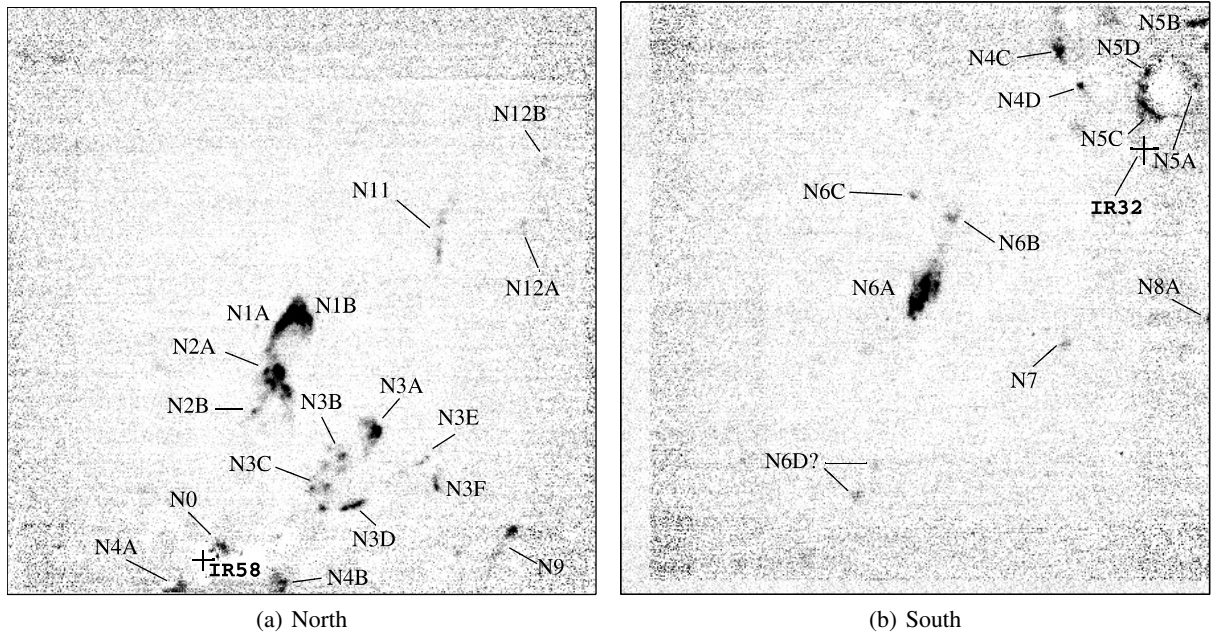 N12B
N11
N12A
N1A
N1B
N2A
N2B
N3A
N3B
N3E
N3C
N3F
N0
N3D
N4A
IR58
N4B
N9
(a) North
N5B
N4C
N5D
N4D
N5C
N5A
N6C
IR32
N6B
N6A
N8A
N7
N6D?
(b) South